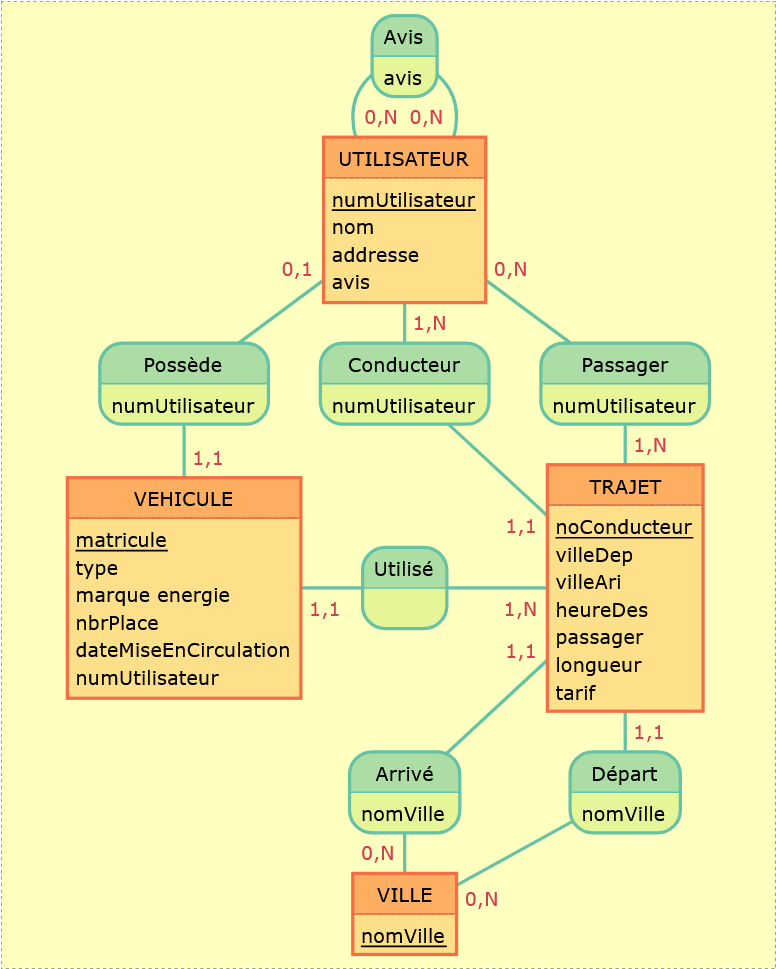 Avis
avis
0,N 0,N
UTILISATEUR
numUtilisateur
nom
addresse
avis
0,1
0,N
1,N
Possède
numUtilisateur
Conducteur
numUtilisateur
Passager
numUtilisateur
1,1
1,N
VEHICULE
matricule
type
marque energie
nbrPlace
dateMiseEnCirculation
numUtilisateur
TRAJET
noConducteur
villeDep
villeAri
heureDes
passager
longueur
tarif
1,1
Utilisé
1,1
1,N
1,1
1,1
Arrivé
nomVille
Départ
nomVille
0,N
0,N
VILLE
nomVille